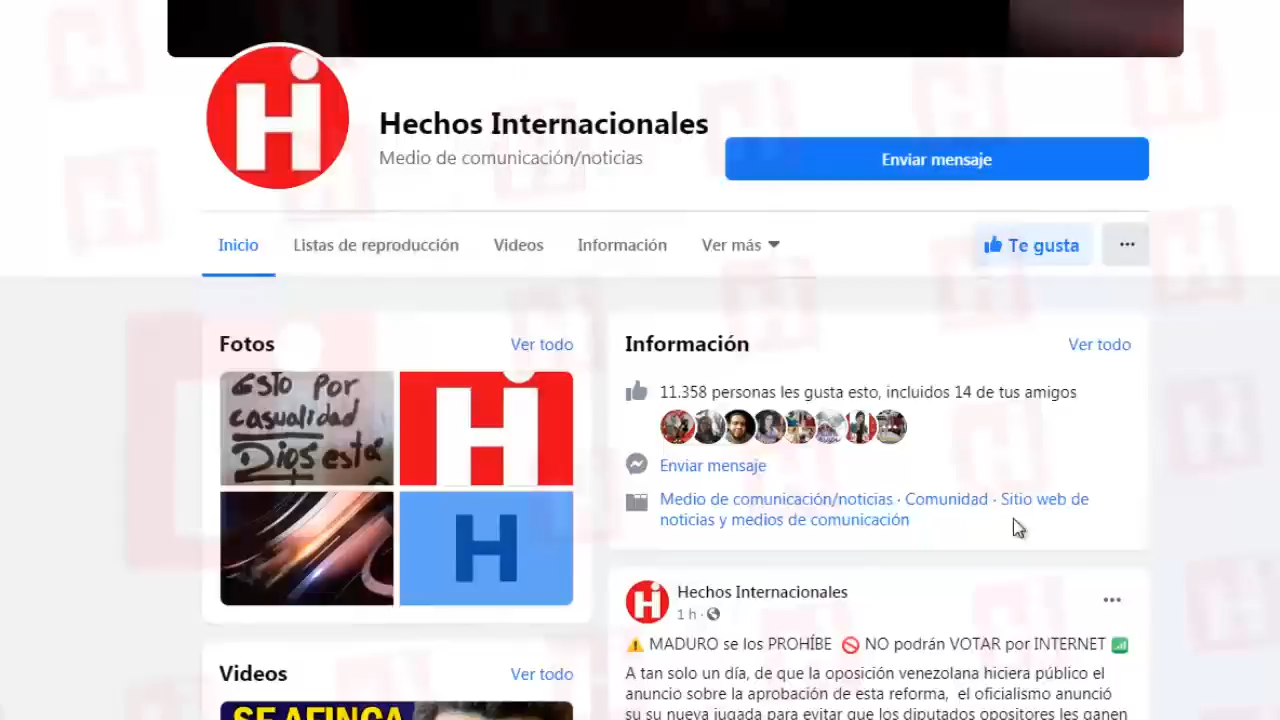 Hi
Hechos Internacionales
Medio de comunicación/noticias
Enviar mensaje
Inicio
Listas de reproducción
Videos
Información
Ver más
Te gusta
Fotos
Ver todo
esto por
casualidad
Dios está
H
H
Información
Ver todo
11.358 personas les gusta esto, incluidos 14 de tus amigos
Enviar mensaje
Medio de comunicación/noticias · Comunidad · Sitio web de
noticias y medios de comunicación
Hi
Hechos Internacionales
1 h ·
⚠️ MADURO se los PROHÍBE 🚫 NO podrán VOTAR por INTERNET 📶
A tan solo un día, de que la oposición venezolana hiciera público el
anuncio sobre la aprobación de esta reforma, el oficialismo anunció
su su nueva jugada para evitar que los diputados opositores les ganen
Videos
Ver todo
SE AFINCA